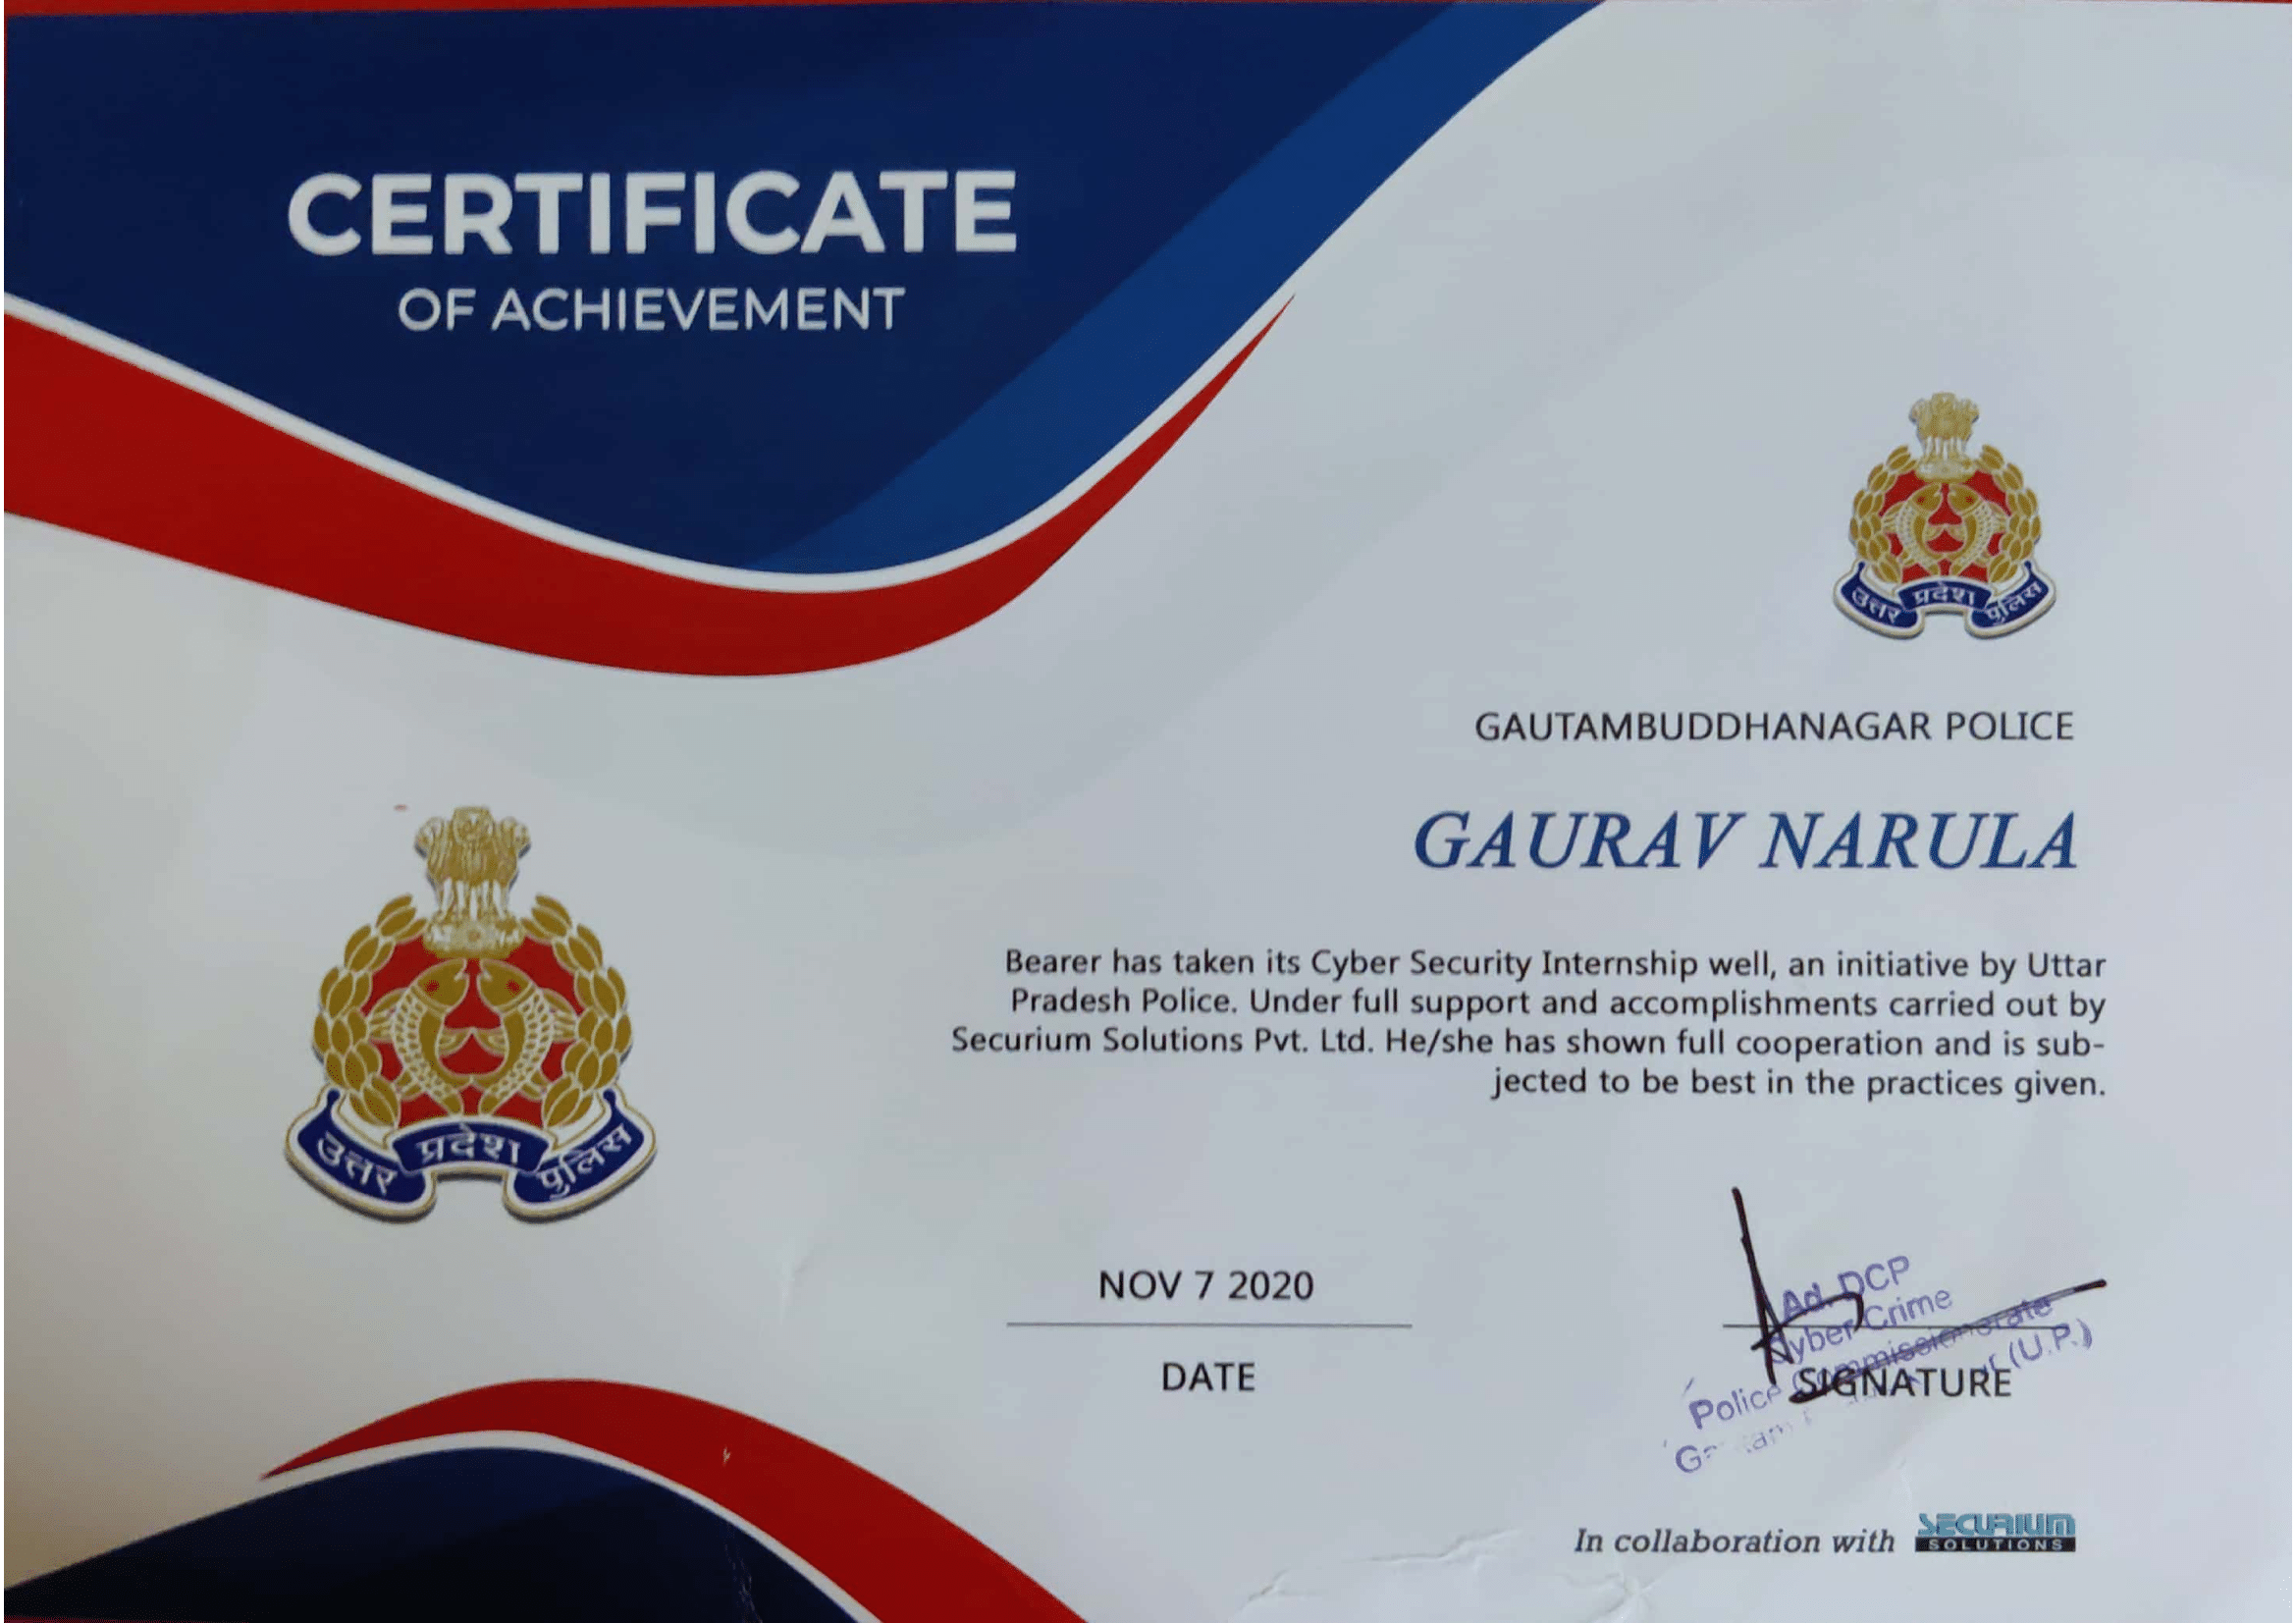 CERTIFICATE
OF ACHIEVEMENT
उत्तर प्रदेश पुलिस
GAUTAMBUDDHANAGAR POLICE
GAURAV NARULA
Bearer has taken its Cyber Security Internship well, an initiative by Uttar
Pradesh Police. Under full support and accomplishments carried out by
Securium Solutions Pvt. Ltd. He/she has shown full cooperation and is sub-
jected to be best in the practices given.
उत्तर प्रदेश पुलिस
NOV 7 2020
DATE
Ad. DCP
Cyber Crime
Police Commissionerate
(U.P.)
SIGNATURE
In collaboration with SECURIUM
SOLUTIONS